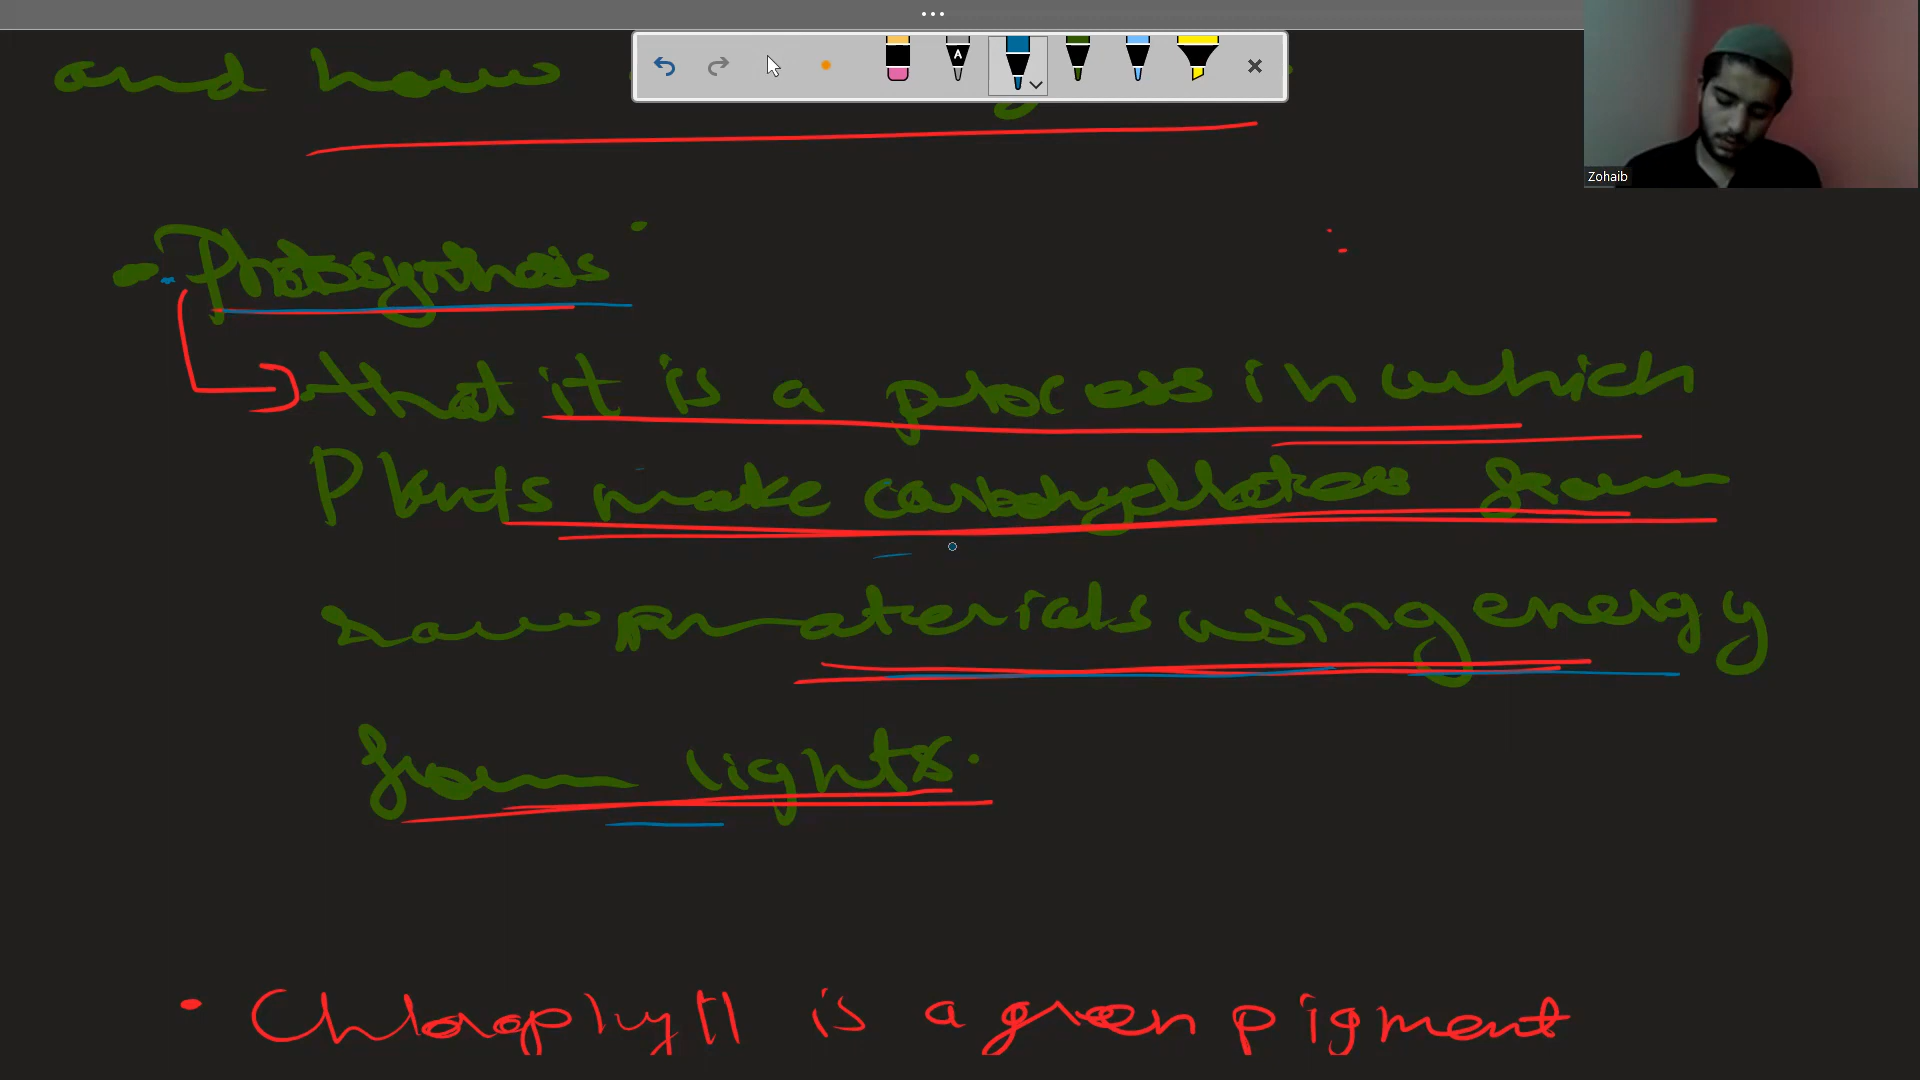 and how
Zohaib
- Photosynthesis
that it is a process in which
Plants make carbohydrates from
raw materials using energy
from lights.
• Chlorophyll is a green pigment